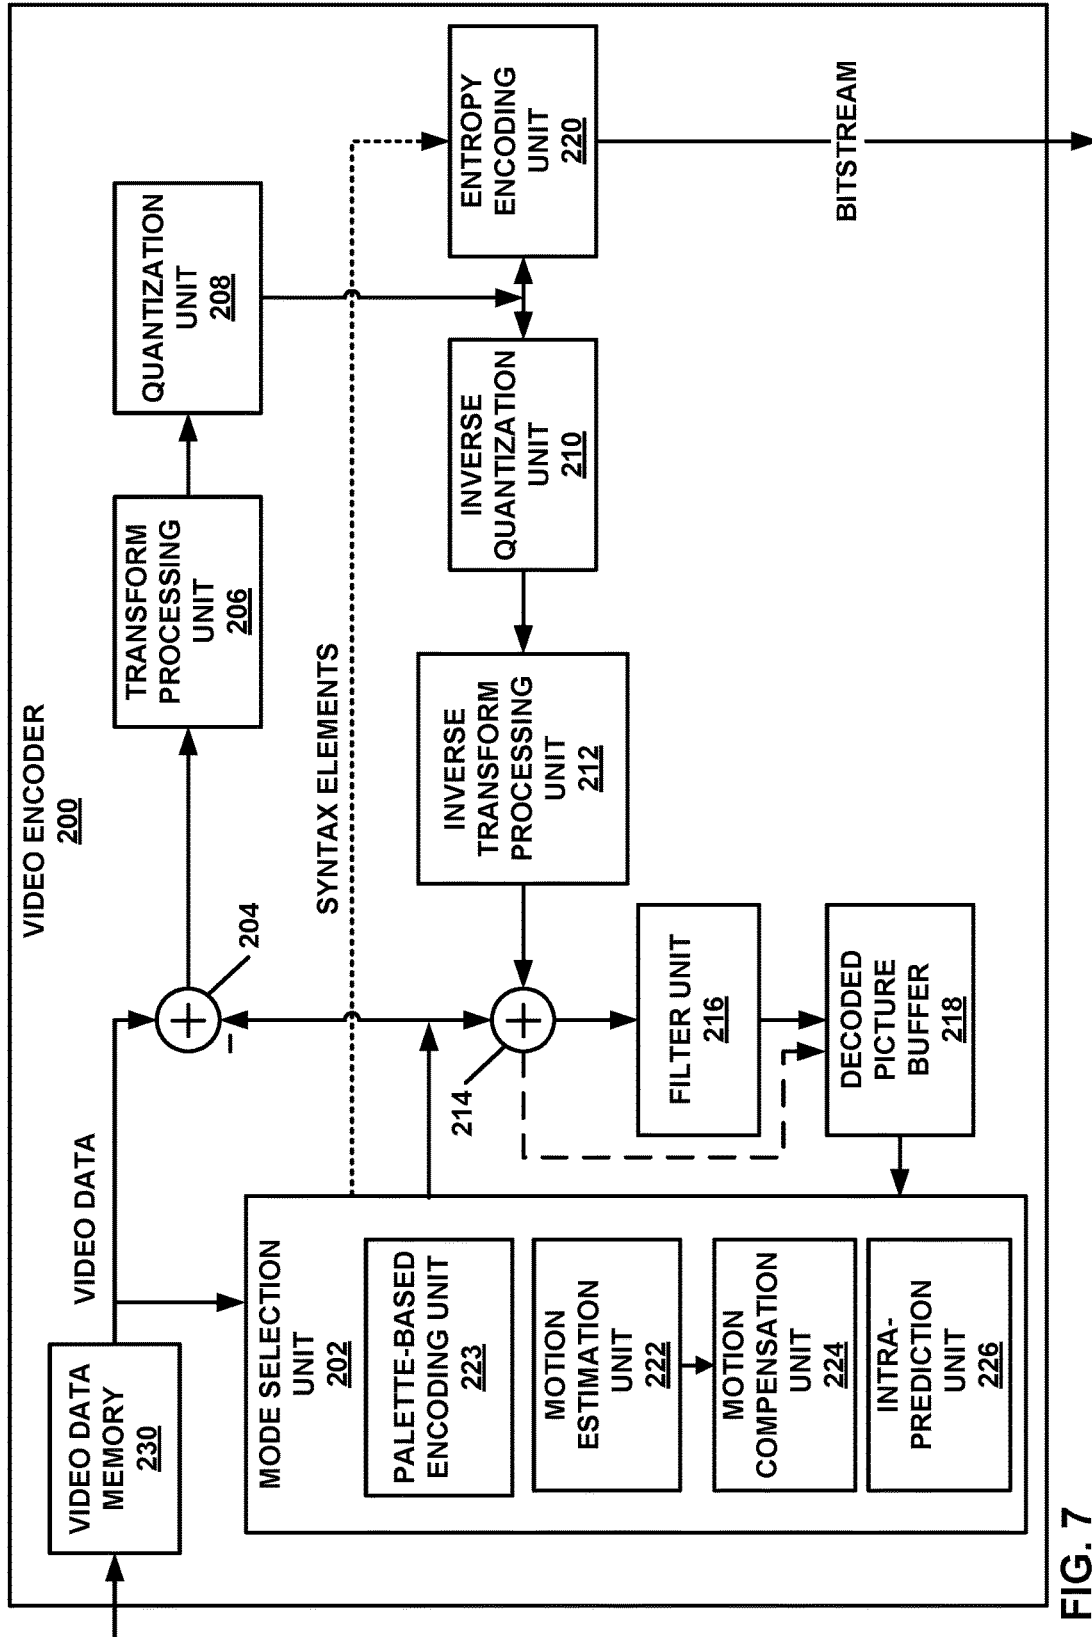 VIDEO ENCODER
200
VIDEO DATA
MEMORY
230
VIDEO DATA
204
TRANSFORM
PROCESSING
UNIT
206
QUANTIZATION
UNIT
208
SYNTAX ELEMENTS
MODE SELECTION
UNIT
202
PALETTE-BASED
ENCODING UNIT
223
MOTION
ESTIMATION
UNIT
222
MOTION
COMPENSATION
UNIT
224
INTRA-
PREDICTION
UNIT
226
214
INVERSE
TRANSFORM
PROCESSING
UNIT
212
INVERSE
QUANTIZATION
UNIT
210
ENTROPY
ENCODING
UNIT
220
FILTER UNIT
216
DECODED
PICTURE
BUFFER
218
BITSTREAM
FIG. 7